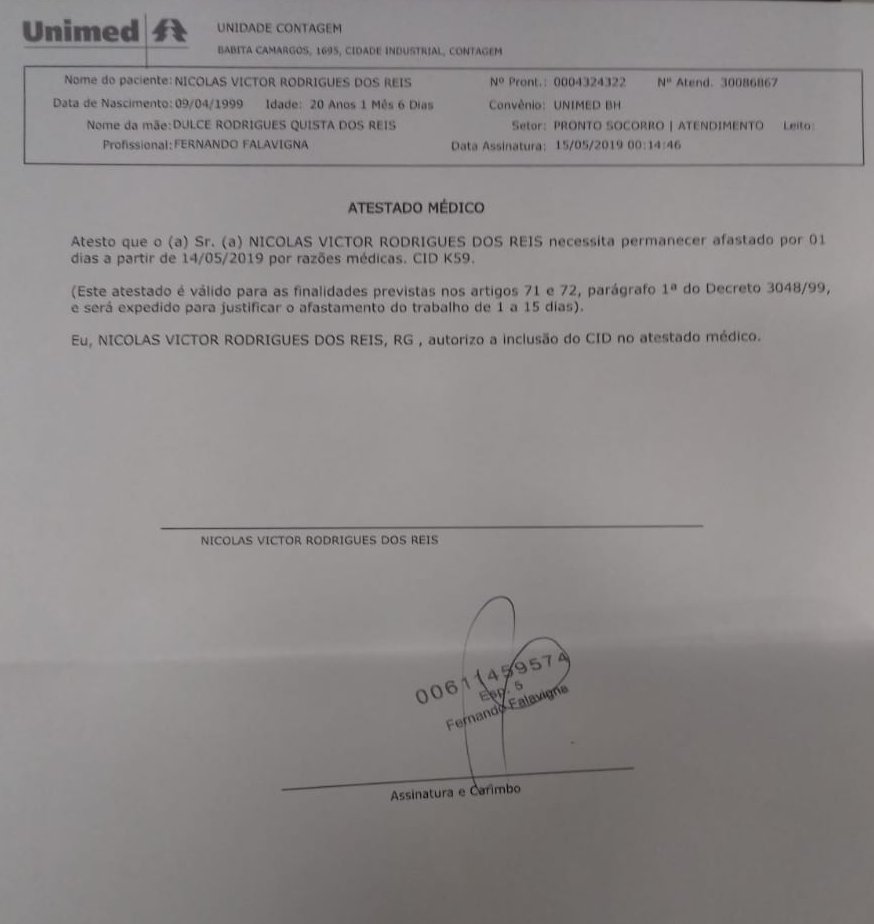 Unimed
UNIDADE CONTAGEM
BABITA CAMARGOS, 1695, CIDADE INDUSTRIAL, CONTAGEM
Nome do paciente: NICOLAS VICTOR RODRIGUES DOS REIS Nº Pront.: 0004324322 Nº Atend. 30086867
Data de Nascimento: 09/04/1999 Idade: 20 Anos 1 Mês 6 Dias Convênio: UNIMED BH
Nome da mãe: DULCE RODRIGUES QUISTA DOS REIS Setor: PRONTO SOCORRO | ATENDIMENTO Leito:
Profissional: FERNANDO FALAVIGNA Data Assinatura: 15/05/2019 00:14:46
ATESTADO MÉDICO
Atesto que o (a) Sr. (a) NICOLAS VICTOR RODRIGUES DOS REIS necessita permanecer afastado por 01
dias a partir de 14/05/2019 por razões médicas. CID K59.
(Este atestado é válido para as finalidades previstas nos artigos 71 e 72, parágrafo 1ª do Decreto 3048/99,
e será expedido para justificar o afastamento do trabalho de 1 a 15 dias).
Eu, NICOLAS VICTOR RODRIGUES DOS REIS, RG , autorizo a inclusão do CID no atestado médico.
NICOLAS VICTOR RODRIGUES DOS REIS
00611459574
Esp. 5
Fernando Falavigna
Assinatura e Carimbo